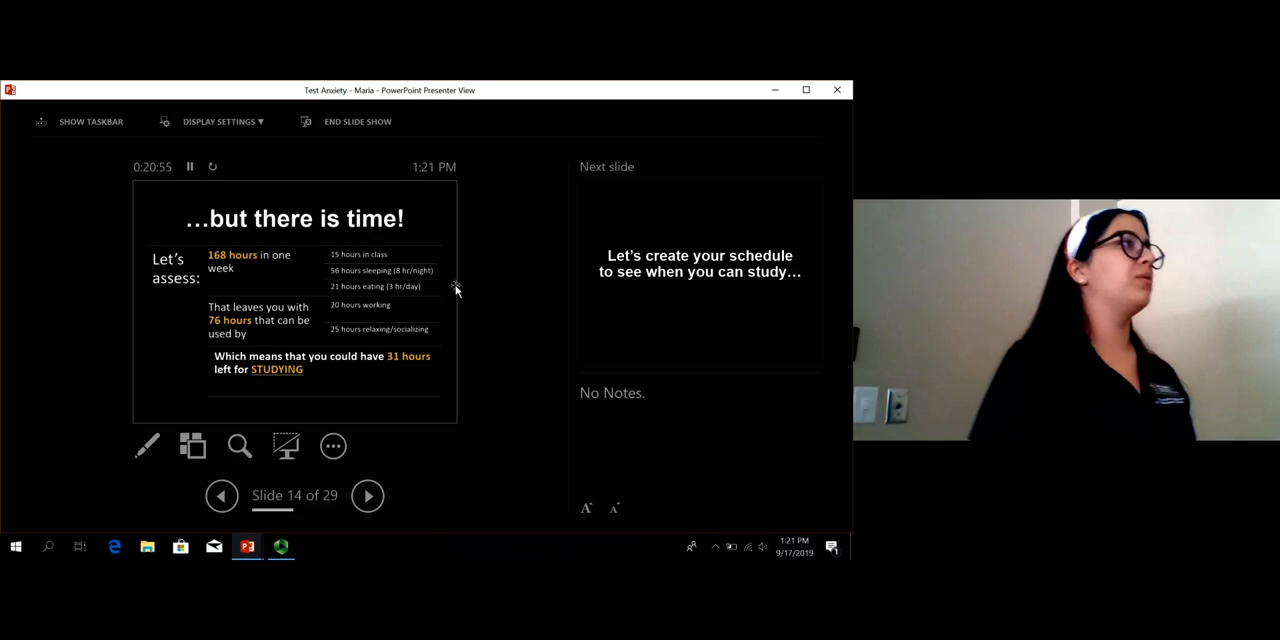 Test Anxiety - Maria - PowerPoint Presenter View
SHOW TASKBAR
DISPLAY SETTINGS ▼
END SLIDE SHOW
0:20:55
1:21 PM
…but there is time!
Let's
assess:
168 hours in one
week
15 hours in class
56 hours sleeping (8 hr/night)
21 hours eating (3 hr/day)
That leaves you with
76 hours that can be
used by
20 hours working
25 hours relaxing/socializing
Which means that you could have 31 hours
left for STUDYING
Slide 14 of 29
Next slide
Let's create your schedule
to see when you can study…
No Notes.
A A
1:21 PM
9/17/2019